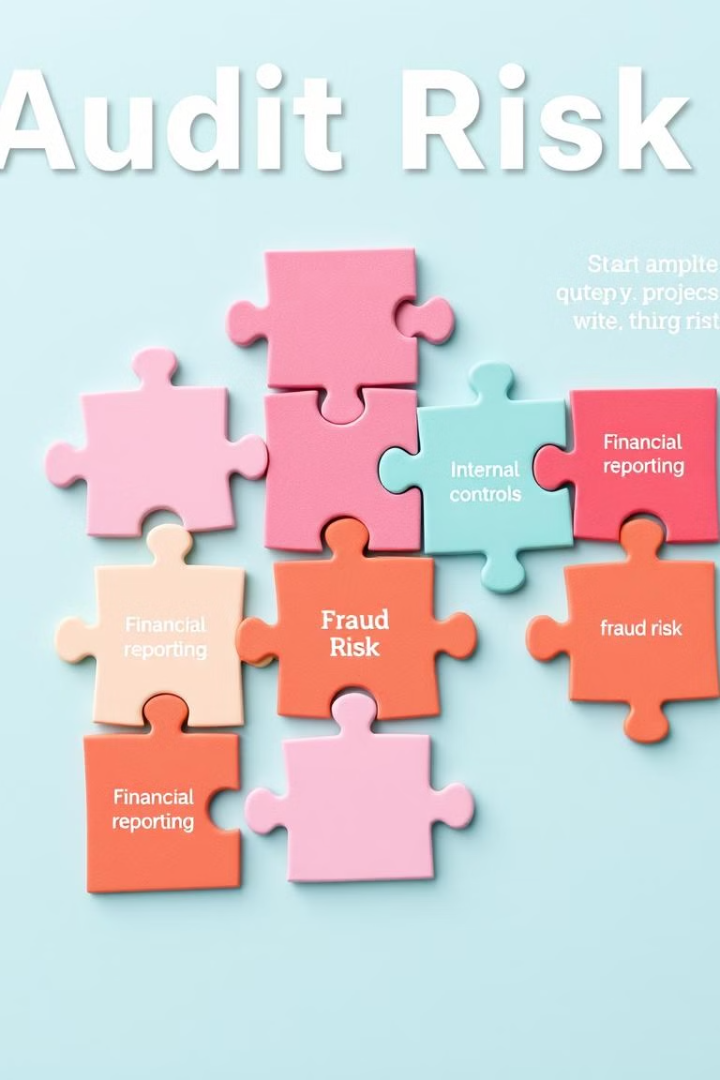 Audit Risk
Start amplte
qutepy. projecs
wite, thirg rist
Internal
controls
Financial
reporting
Financial
reporting
Fraud
Risk
fraud risk
Financial
reporting